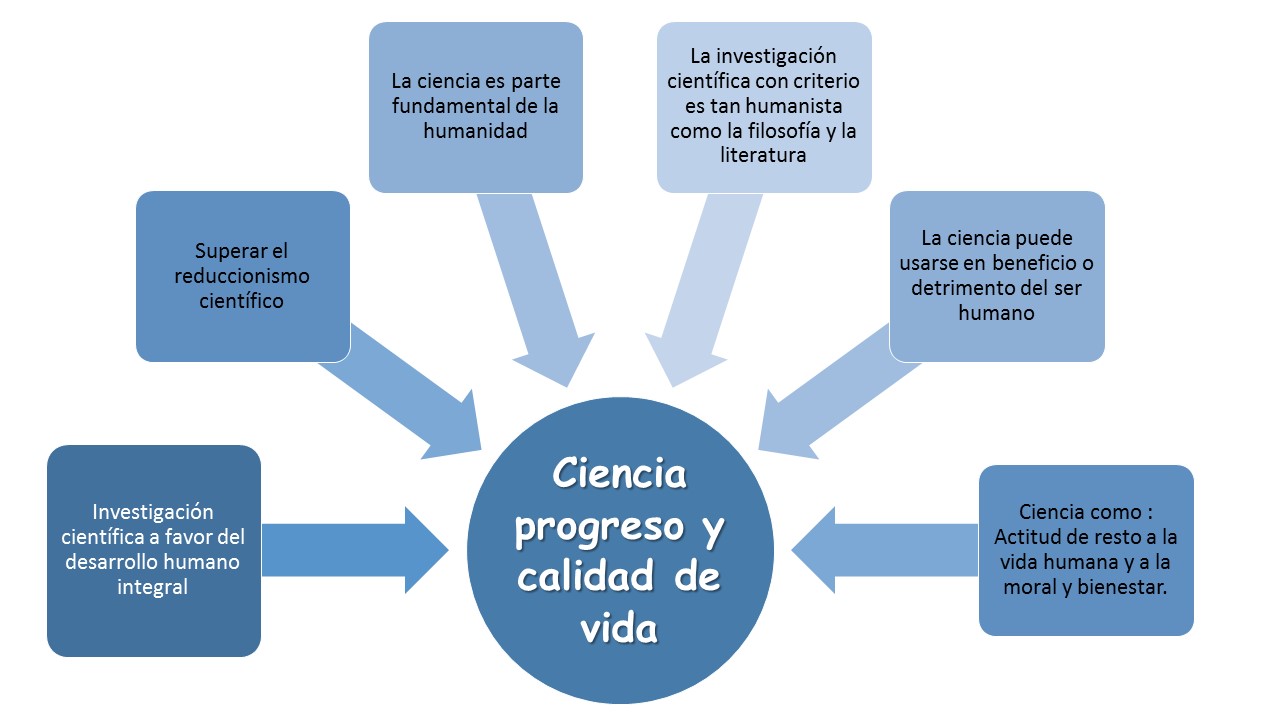 La ciencia es parte
fundamental de la
humanidad
La investigación
científica con criterio
es tan humanista
como la filosofía y la
literatura
Superar el
reduccionismo
científico
La ciencia puede
usarse en beneficio o
detrimento del ser
humano
Investigación
científica a favor del
desarrollo humano
integral
Ciencia
progreso y
calidad de
vida
Ciencia como :
Actitud de resto a la
vida humana y a la
moral y bienestar.